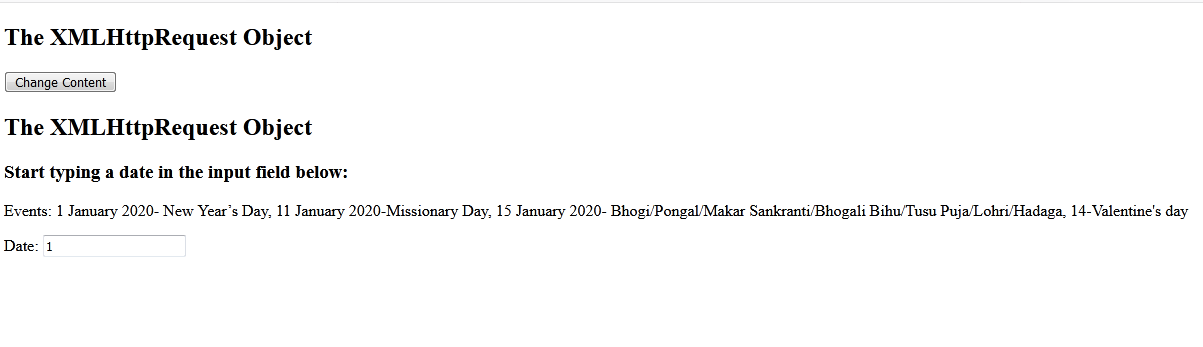 The XMLHttpRequest Object
Change Content
The XMLHttpRequest Object
Start typing a date in the input field below:
Events: 1 January 2020- New Year’s Day, 11 January 2020-Missionary Day, 15 January 2020- Bhogi/Pongal/Makar Sankranti/Bhogali Bihu/Tusu Puja/Lohri/Hadaga, 14-Valentine's day
Date: 1